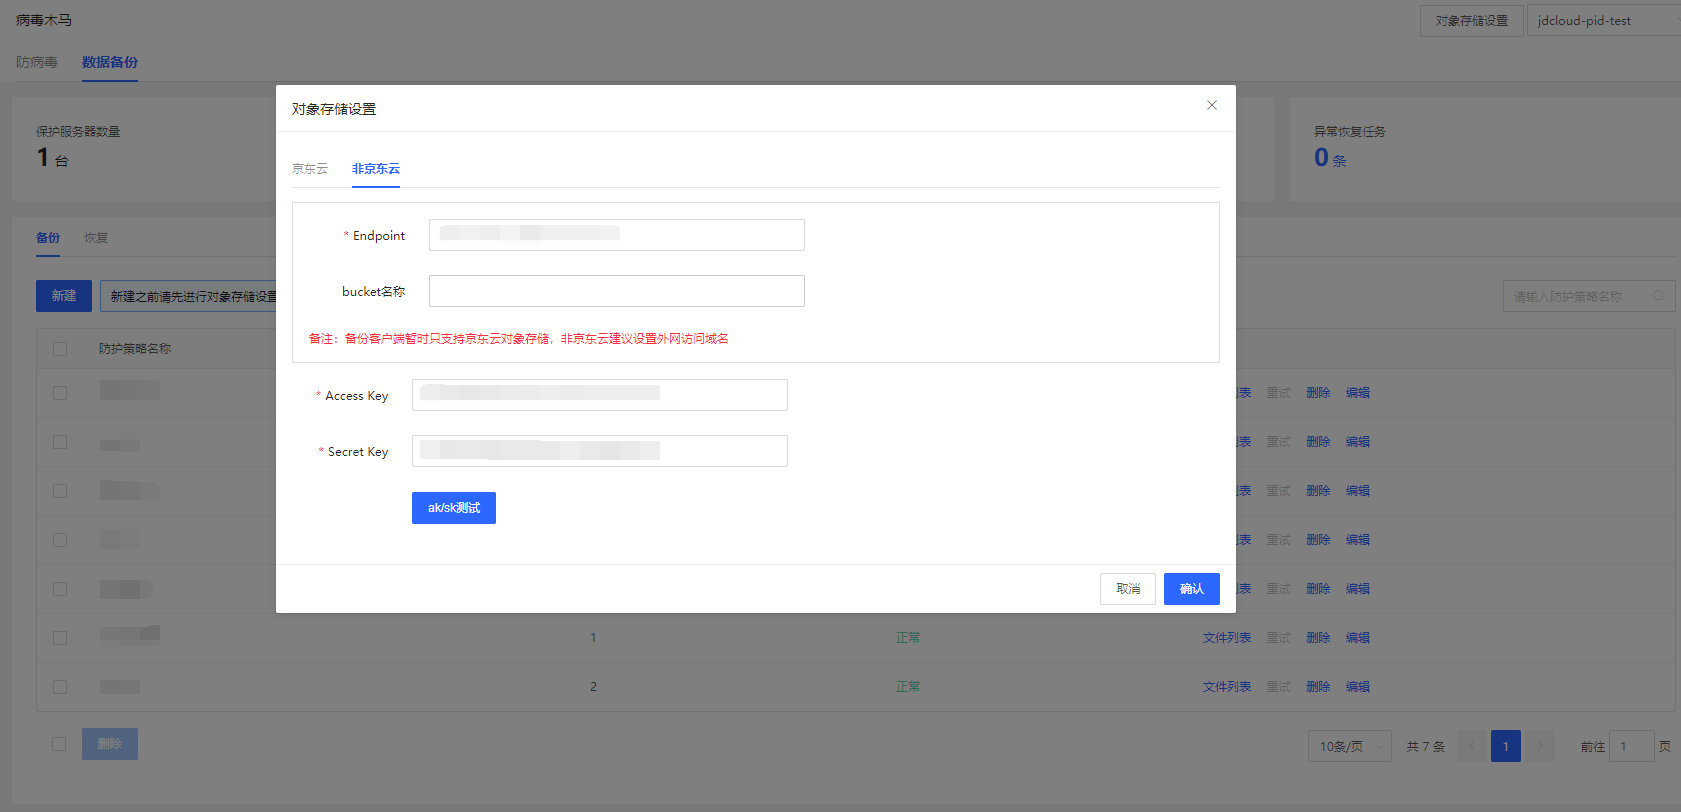 病毒木马
对象存储设置
jdcloud-pid-test
防病毒
数据备份
保护服务器数量
1 台
异常恢复任务
0 条
备份
恢复
新建
新建之前请先进行对象存储设置
请输入防护策略名称
防护策略名称
对象存储设置
京东云
非京东云
* Endpoint
bucket名称
备注：备份客户端暂时只支持京东云对象存储，非京东云建议设置外网访问域名
* Access Key
* Secret Key
ak/sk测试
取消
确认
列表 重试 删除 编辑
列表 重试 删除 编辑
列表 重试 删除 编辑
列表 重试 删除 编辑
列表 重试 删除 编辑
1 正常 文件列表 重试 删除 编辑
2 正常 文件列表 重试 删除 编辑
删除
10条/页
共 7 条
1
前往 1 页